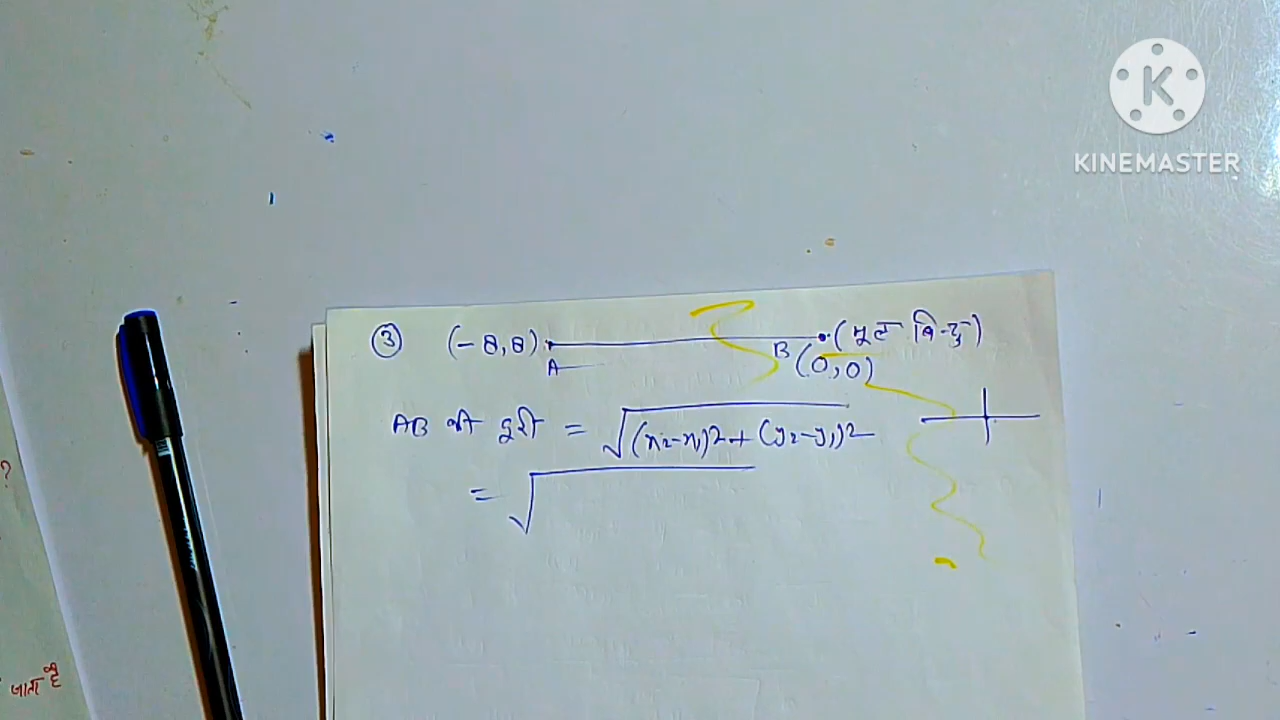 KINEMASTER
③ (-8,8) A B (मूल बिन्दु)
(0,0)
AB की दूरी = √(x₂-x₁)²+(y₂-y₁)²
= √
?
जाता है